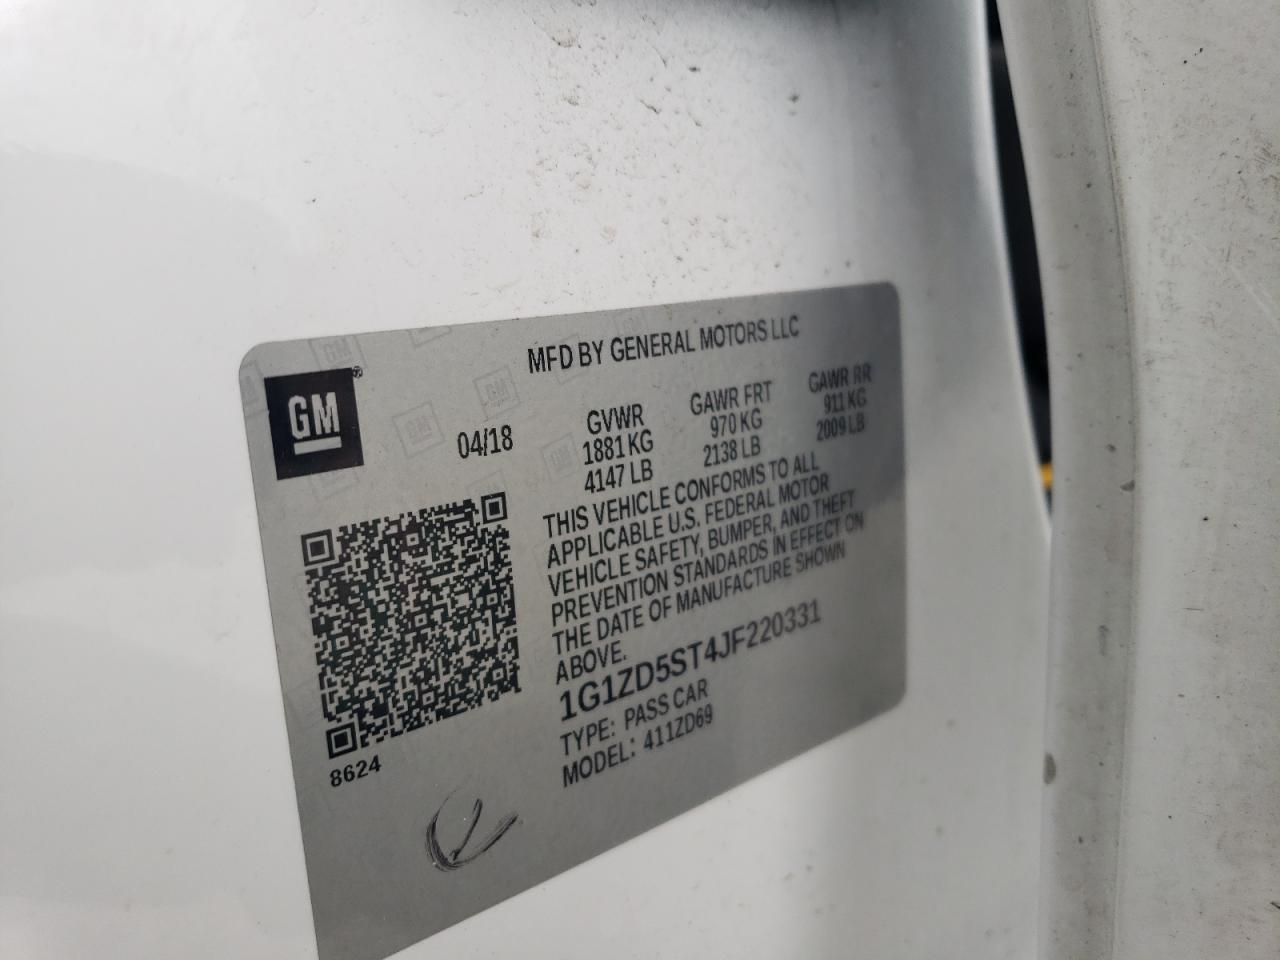 MFD BY GENERAL MOTORS LLC
GM®
04/18
GVWR GAWR FRT GAWR RR
1881 KG 970 KG 911 KG
4147 LB 2138 LB 2009 LB
THIS VEHICLE CONFORMS TO ALL
APPLICABLE U.S. FEDERAL MOTOR
VEHICLE SAFETY, BUMPER, AND THEFT
PREVENTION STANDARDS IN EFFECT ON
THE DATE OF MANUFACTURE SHOWN
ABOVE.
1G1ZD5ST4JF220331
TYPE: PASS CAR
MODEL: 411ZD69
8624